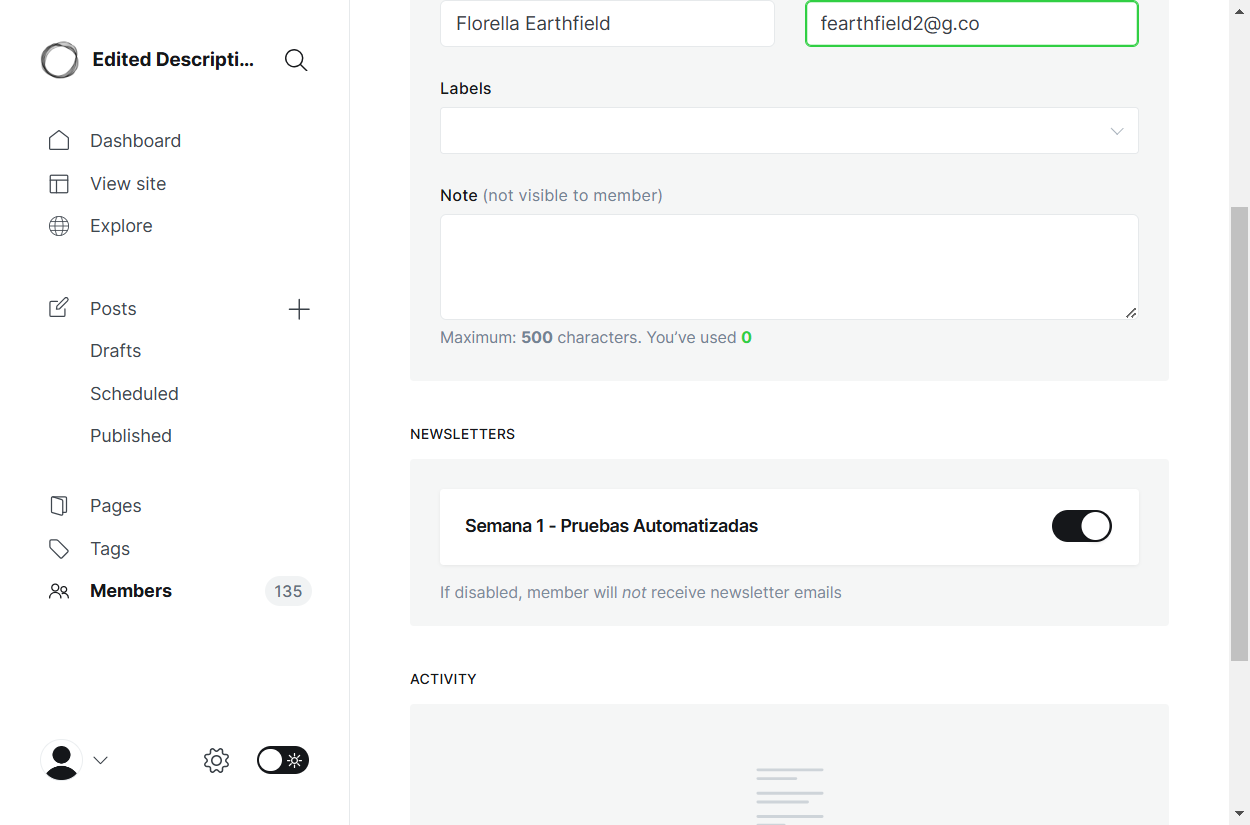 Edited Descripti...
Dashboard
View site
Explore
Posts
Drafts
Scheduled
Published
Pages
Tags
Members 135
Florella Earthfield fearthfield2@g.co
Labels
Note (not visible to member)
Maximum: 500 characters. You’ve used 0
NEWSLETTERS
Semana 1 - Pruebas Automatizadas
If disabled, member will not receive newsletter emails
ACTIVITY